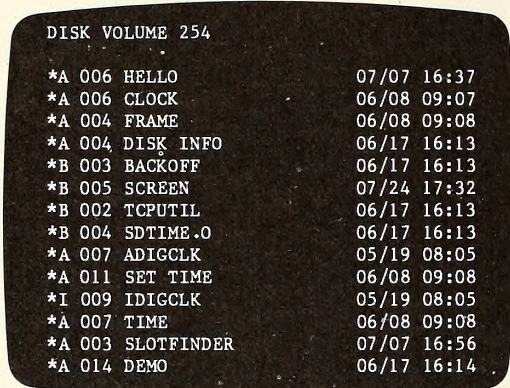 DISK VOLUME 254
*A 006 HELLO 07/07 16:37
*A 006 CLOCK 06/08 09:07
*A 004 FRAME 06/08 09:08
*A 004 DISK INFO 06/17 16:13
*B 003 BACKOFF 06/17 16:13
*B 005 SCREEN 07/24 17:32
*B 002 TCPUTIL 06/17 16:13
*B 004 SDTIME.O 06/17 16:13
*A 007 ADIGCLK 05/19 08:05
*A 011 SET TIME 06/08 09:08
*I 009 IDIGCLK 05/19 08:05
*A 007 TIME 06/08 09:08
*A 003 SLOTFINDER 07/07 16:56
*A 014 DEMO 06/17 16:14